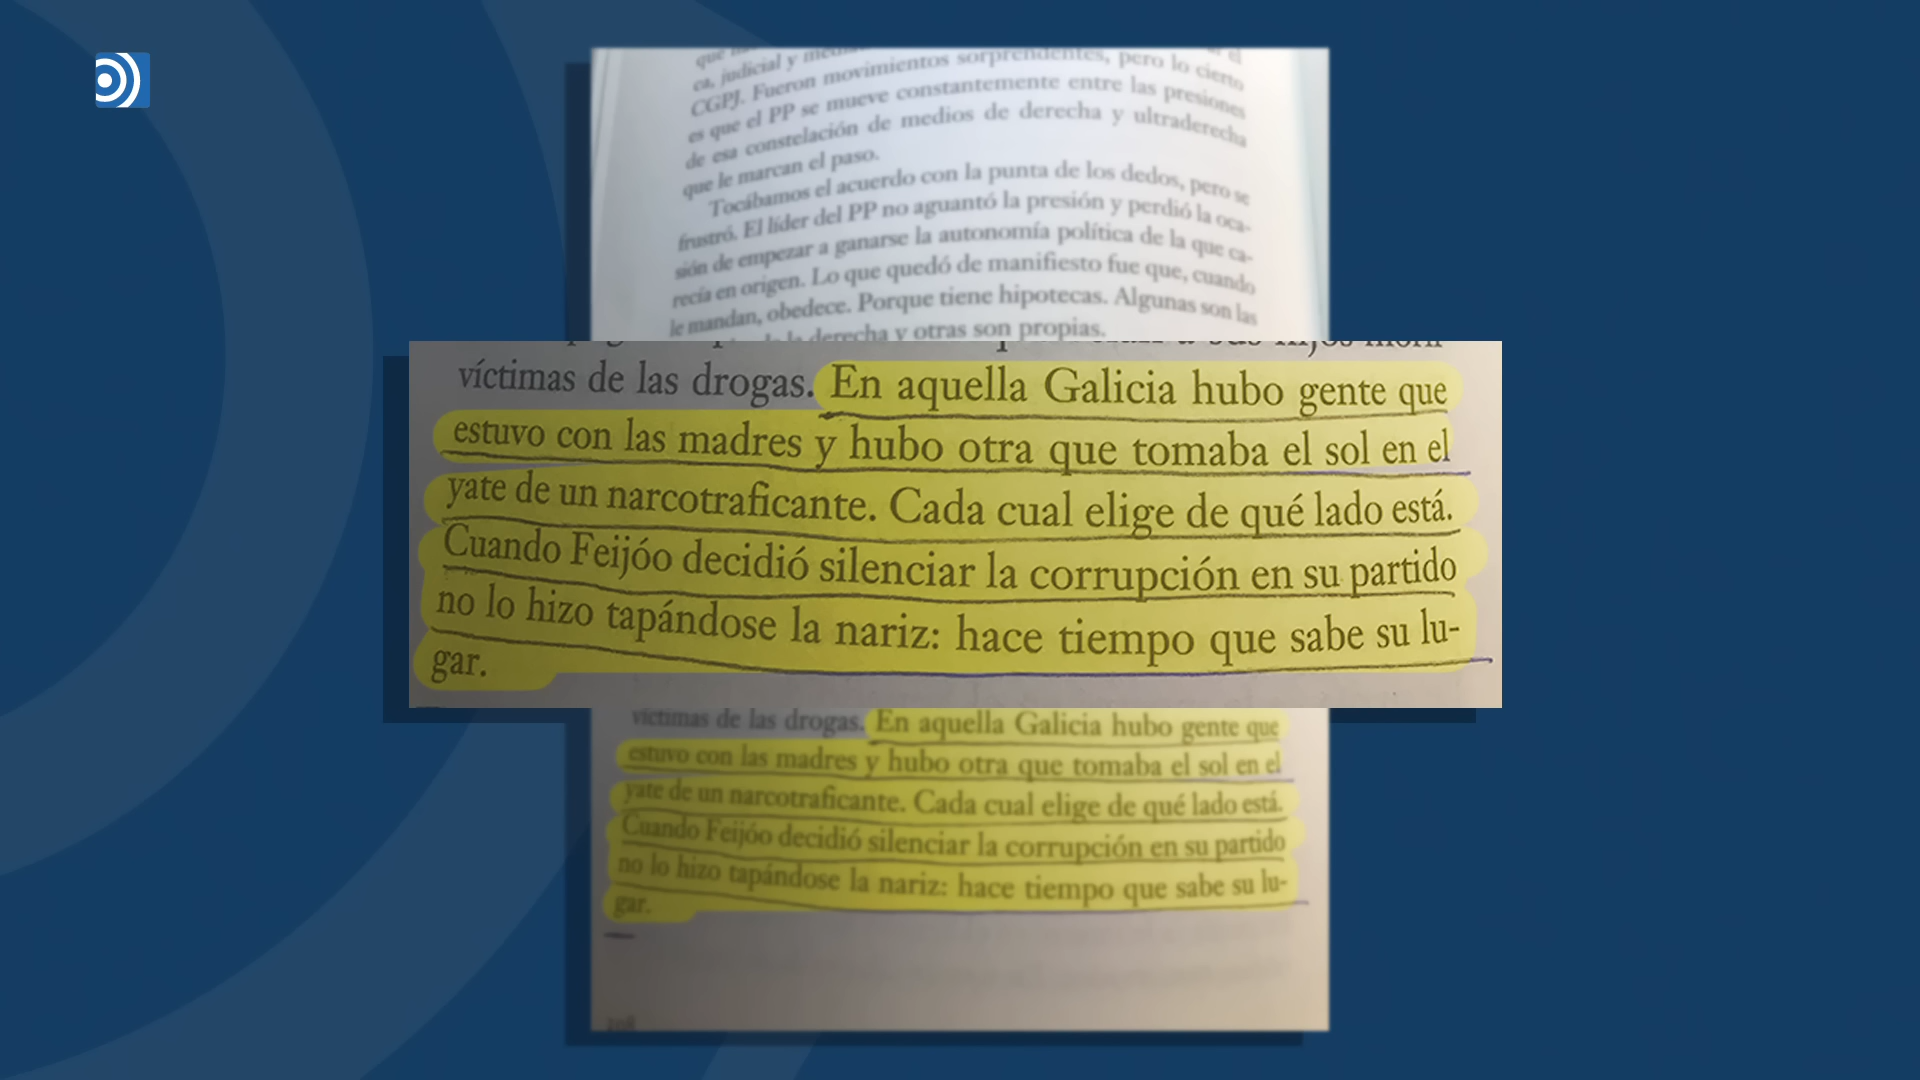 ca, judicial y
CGPJ. Fueron movimientos sorprendentes, pero lo cierto
es que el PP se mueve constantemente entre las presiones
de esa constelación de medios de derecha y ultraderecha
que le marcan el paso.
Tocábamos el acuerdo con la punta de los dedos, pero se
frustró. El líder del PP no aguantó la presión y perdió la oca-
sión de empezar a ganarse la autonomía política de la que ca-
recía en origen. Lo que quedó de manifiesto fue que, cuando
le mandan, obedece. Porque tiene hipotecas. Algunas son las
de la derecha y otras son propias.
víctimas de las drogas. En aquella Galicia hubo gente que
estuvo con las madres y hubo otra que tomaba el sol en el
yate de un narcotraficante. Cada cual elige de qué lado está.
Cuando Feijóo decidió silenciar la corrupción en su partido
no lo hizo tapándose la nariz: hace tiempo que sabe su lu-
gar.
víctimas de las drogas. En aquella Galicia hubo gente que
estuvo con las madres y hubo otra que tomaba el sol en el
yate de un narcotraficante. Cada cual elige de qué lado está.
Cuando Feijóo decidió silenciar la corrupción en su partido
no lo hizo tapándose la nariz: hace tiempo que sabe su lu-
gar.